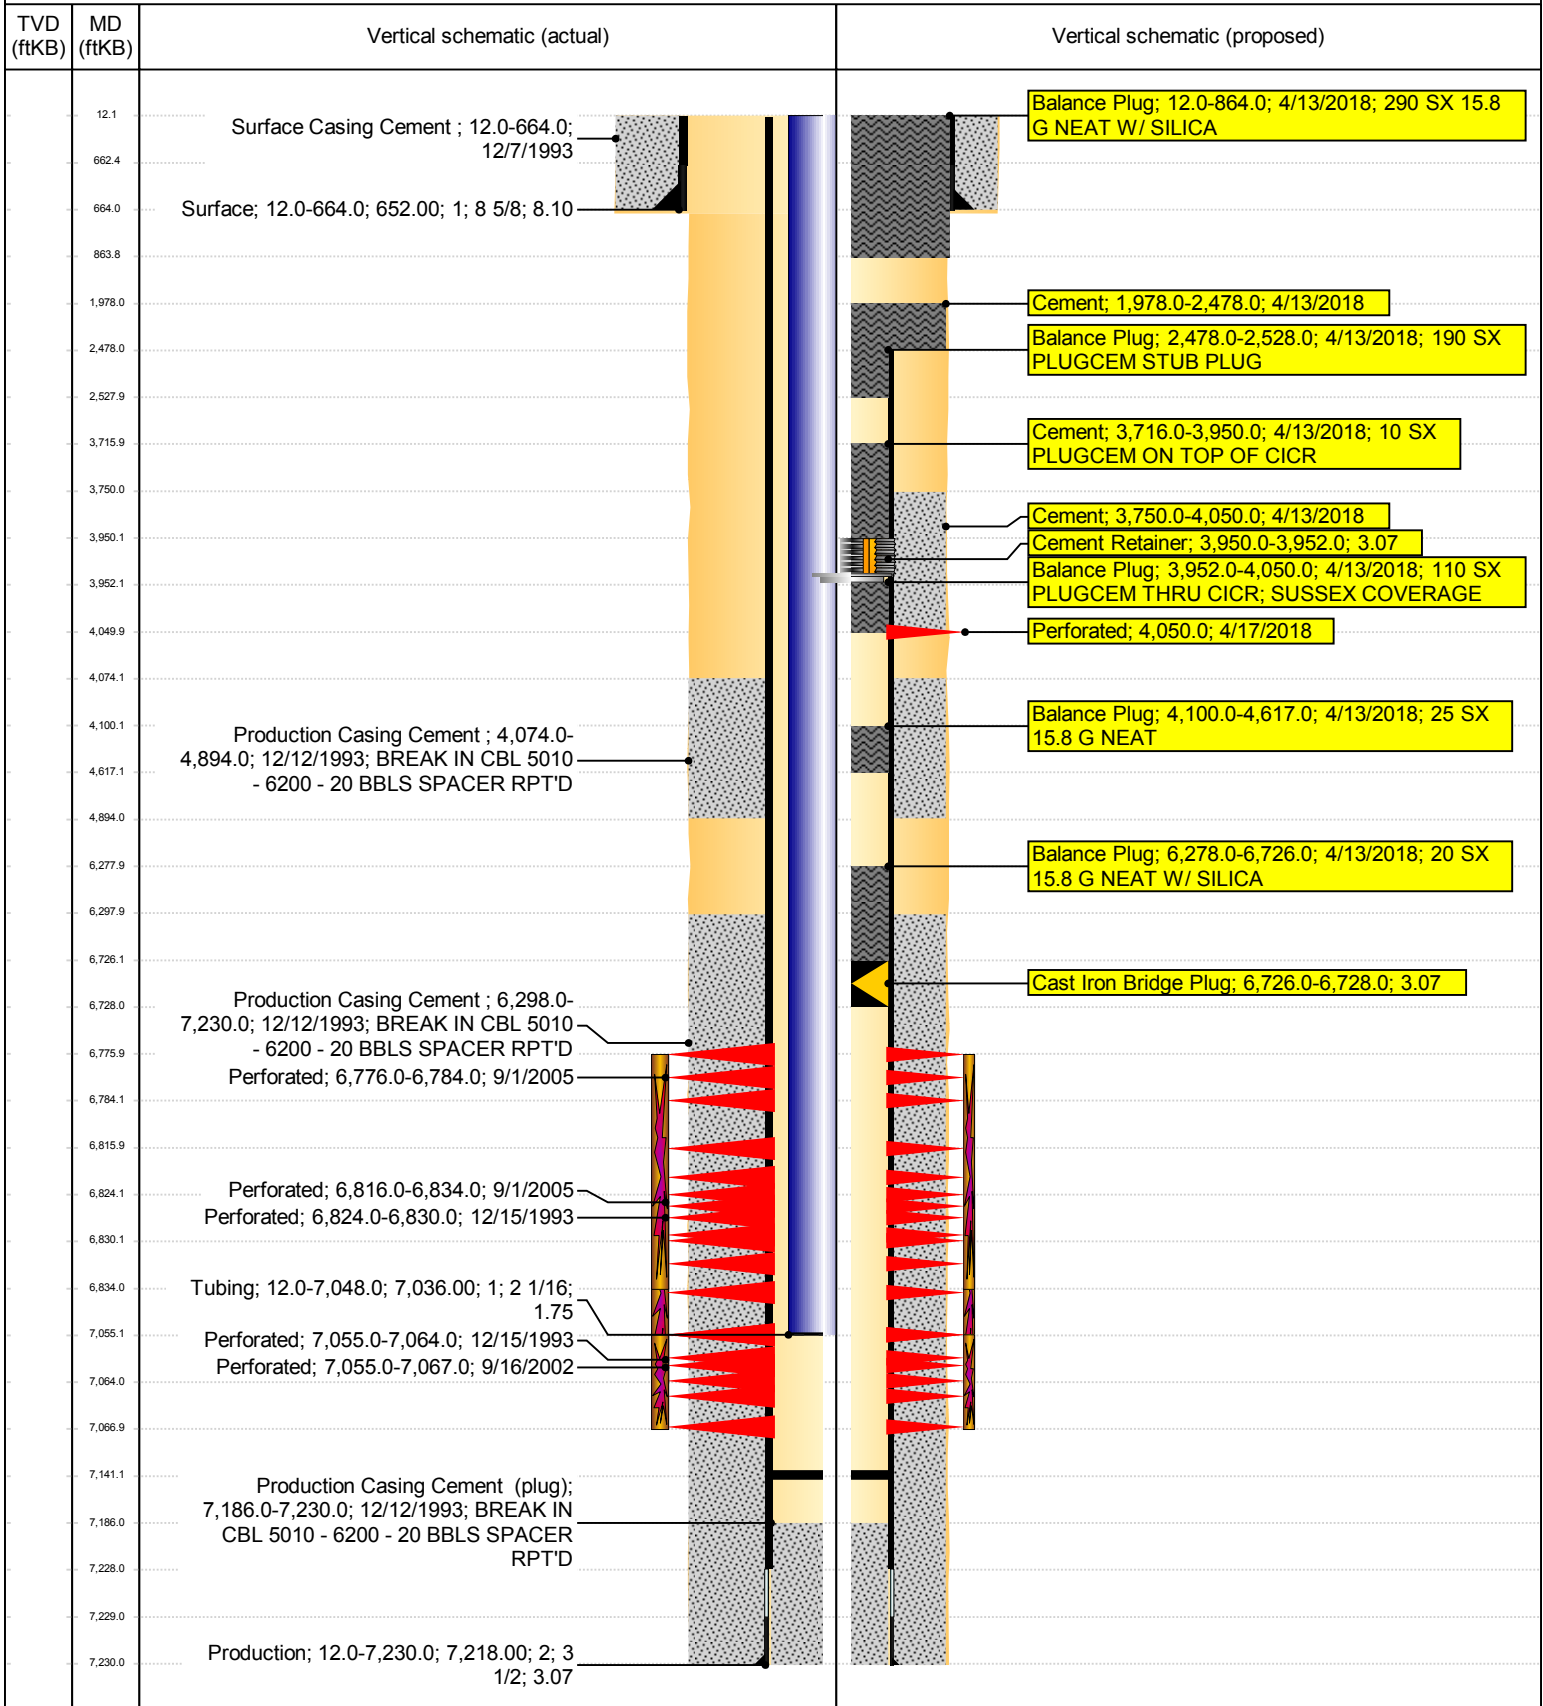 TVD
(ftKB)
MD
(ftKB)
Vertical schematic (actual)
Vertical schematic (proposed)
12.1
662.4
664.0
863.8
1,978.0
2,478.0
2,527.9
3,715.9
3,750.0
3,950.1
3,952.1
4,049.9
4,074.1
4,100.1
4,617.1
4,894.0
6,277.9
6,297.9
6,726.1
6,728.0
6,775.9
6,784.1
6,815.9
6,824.1
6,830.1
6,834.0
7,055.1
7,064.0
7,066.9
7,141.1
7,186.0
7,228.0
7,229.0
7,230.0
Surface Casing Cement ; 12.0-664.0;
12/7/1993
Surface; 12.0-664.0; 652.00; 1; 8 5/8; 8.10
Production Casing Cement ; 4,074.0-
4,894.0; 12/12/1993; BREAK IN CBL 5010
- 6200 - 20 BBLS SPACER RPT'D
Production Casing Cement ; 6,298.0-
7,230.0; 12/12/1993; BREAK IN CBL 5010
- 6200 - 20 BBLS SPACER RPT'D
Perforated; 6,776.0-6,784.0; 9/1/2005
Perforated; 6,816.0-6,834.0; 9/1/2005
Perforated; 6,824.0-6,830.0; 12/15/1993
Tubing; 12.0-7,048.0; 7,036.00; 1; 2 1/16;
1.75
Perforated; 7,055.0-7,064.0; 12/15/1993
Perforated; 7,055.0-7,067.0; 9/16/2002
Production Casing Cement (plug);
7,186.0-7,230.0; 12/12/1993; BREAK IN
CBL 5010 - 6200 - 20 BBLS SPACER
RPT'D
Production; 12.0-7,230.0; 7,218.00; 2; 3
1/2; 3.07
Balance Plug; 12.0-864.0; 4/13/2018; 290 SX 15.8
G NEAT W/ SILICA
Cement; 1,978.0-2,478.0; 4/13/2018
Balance Plug; 2,478.0-2,528.0; 4/13/2018; 190 SX
PLUGCEM STUB PLUG
Cement; 3,716.0-3,950.0; 4/13/2018; 10 SX
PLUGCEM ON TOP OF CICR
Cement; 3,750.0-4,050.0; 4/13/2018
Cement Retainer; 3,950.0-3,952.0; 3.07
Balance Plug; 3,952.0-4,050.0; 4/13/2018; 110 SX
PLUGCEM THRU CICR; SUSSEX COVERAGE
Perforated; 4,050.0; 4/17/2018
Balance Plug; 4,100.0-4,617.0; 4/13/2018; 25 SX
15.8 G NEAT
Balance Plug; 6,278.0-6,726.0; 4/13/2018; 20 SX
15.8 G NEAT W/ SILICA
Cast Iron Bridge Plug; 6,726.0-6,728.0; 3.07